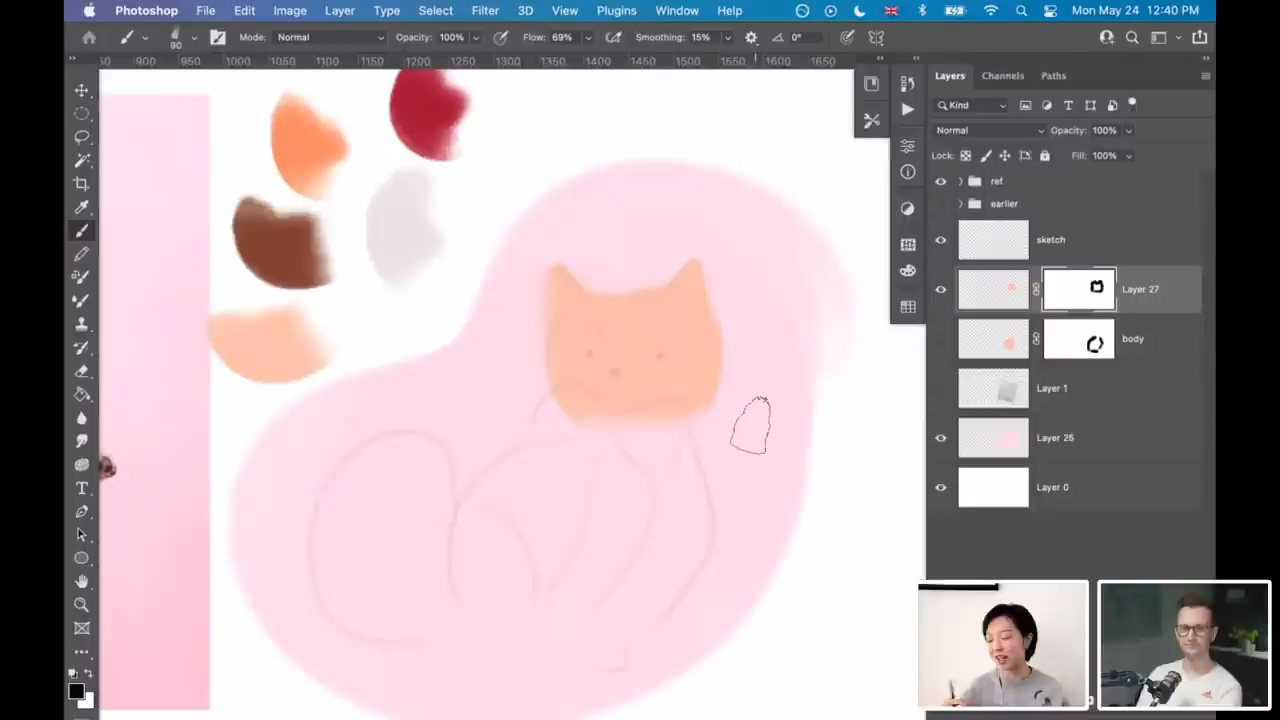 Photoshop File Edit Image Layer Type Select Filter 3D View Plugins Window Help Mon May 24 12:40 PM
90 Mode: Normal Opacity: 100% Flow: 69% Smoothing: 15% 0°
50 900 950 1000 1050 1100 1150 1200 1250 1300 1350 1400 1450 1500 1550 1600 1650
Layers Channels Paths
Kind
Normal Opacity: 100%
Lock: Fill: 100%
ref
earlier
sketch
Layer 27
body
Layer 1
Layer 26
Layer 0